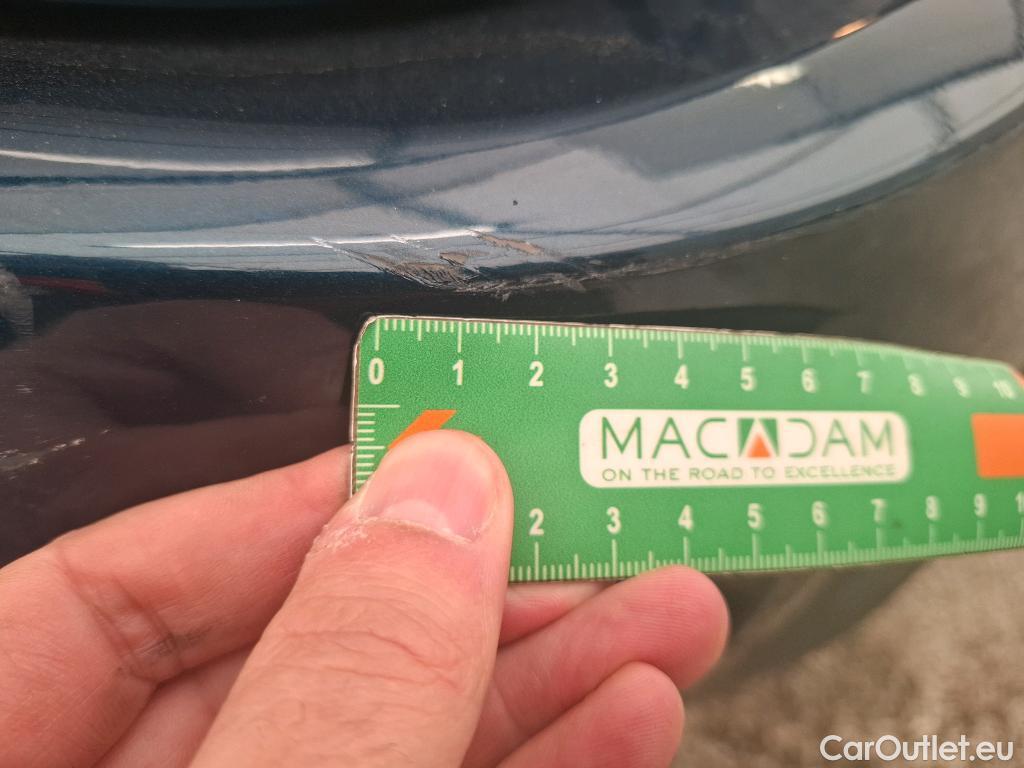 0 1 2 3 4 5 6 7 8 9 10
MACADAM
ON THE ROAD TO EXCELLENCE
2 3 4 5 6 7 8 9
CarOutlet.eu